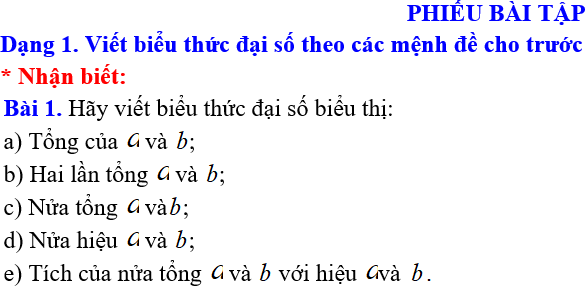 PHIẾU BÀI TẬP
Dạng 1. Viết biểu thức đại số theo các mệnh đề cho trước
* Nhận biết:
Bài 1. Hãy viết biểu thức đại số biểu thị:
a) Tổng của a và b;
b) Hai lần tổng a và b;
c) Nửa tổng a và b;
d) Nửa hiệu a và b;
e) Tích của nửa tổng a và b với hiệu a và b.